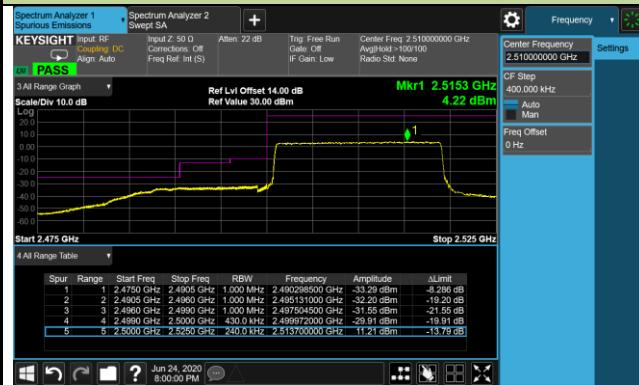 Spectrum Analyzer 1
Spurious Emissions
Spectrum Analyzer 2
Swept SA
+
Frequency
KEYSIGHT
Input: RF
Coupling: DC
Align: Auto
Input Z: 50 Ω
Corrections: Off
Freq Ref: Int (S)
Atten: 22 dB
Trig: Free Run
Gate: Off
IF Gain: Low
Center Freq: 2.510000000 GHz
Avg|Hold:>100/100
Radio Std: None
LXI
PASS
Center Frequency
2.510000000 GHz
Settings
CF Step
400.000 kHz
Auto
Man
Freq Offset
0 Hz
3 All Range Graph
Scale/Div 10.0 dB
Ref Lvl Offset 14.00 dB
Ref Value 30.00 dBm
Mkr1 2.5153 GHz
4.22 dBm
Log
20.0
10.0
0.00
-10.0
-20.0
-30.0
-40.0
-50.0
-60.0
1
Start 2.475 GHz
Stop 2.525 GHz
4 All Range Table
Spur Range Start Freq Stop Freq RBW Frequency Amplitude ΔLimit
1 1 2.4750 GHz 2.4905 GHz 1.000 MHz 2.490298500 GHz -33.29 dBm -8.286 dB
2 2 2.4905 GHz 2.4960 GHz 1.000 MHz 2.495131000 GHz -32.20 dBm -19.20 dB
3 3 2.4960 GHz 2.4990 GHz 1.000 MHz 2.497504500 GHz -31.55 dBm -21.55 dB
4 4 2.4990 GHz 2.5000 GHz 430.0 kHz 2.499972000 GHz -29.91 dBm -19.91 dB
5 5 2.5000 GHz 2.5250 GHz 240.0 kHz 2.513700000 GHz 11.21 dBm -13.79 dB
?
Jun 24, 2020
8:00:00 PM